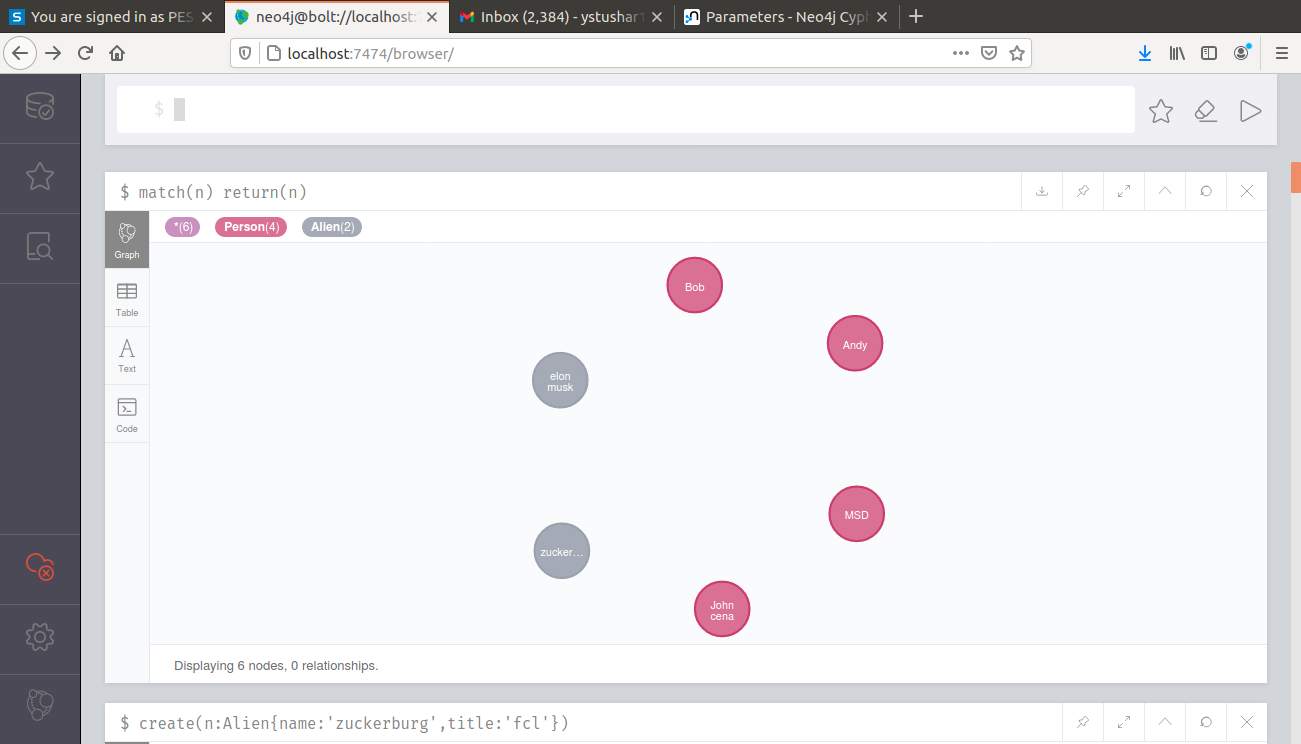 You are signed in as PES
neo4j@bolt://localhost:
Inbox (2,384) - ystushar
Parameters - Neo4j Cyp
localhost:7474/browser/
$
$ match(n) return(n)
*(6) Person(4) Alien(2)
Graph
Table
Text
Code
Bob
Andy
elon
musk
MSD
zucker...
John
cena
Displaying 6 nodes, 0 relationships.
$ create(n:Alien{name:'zuckerburg',title:'fcl'})